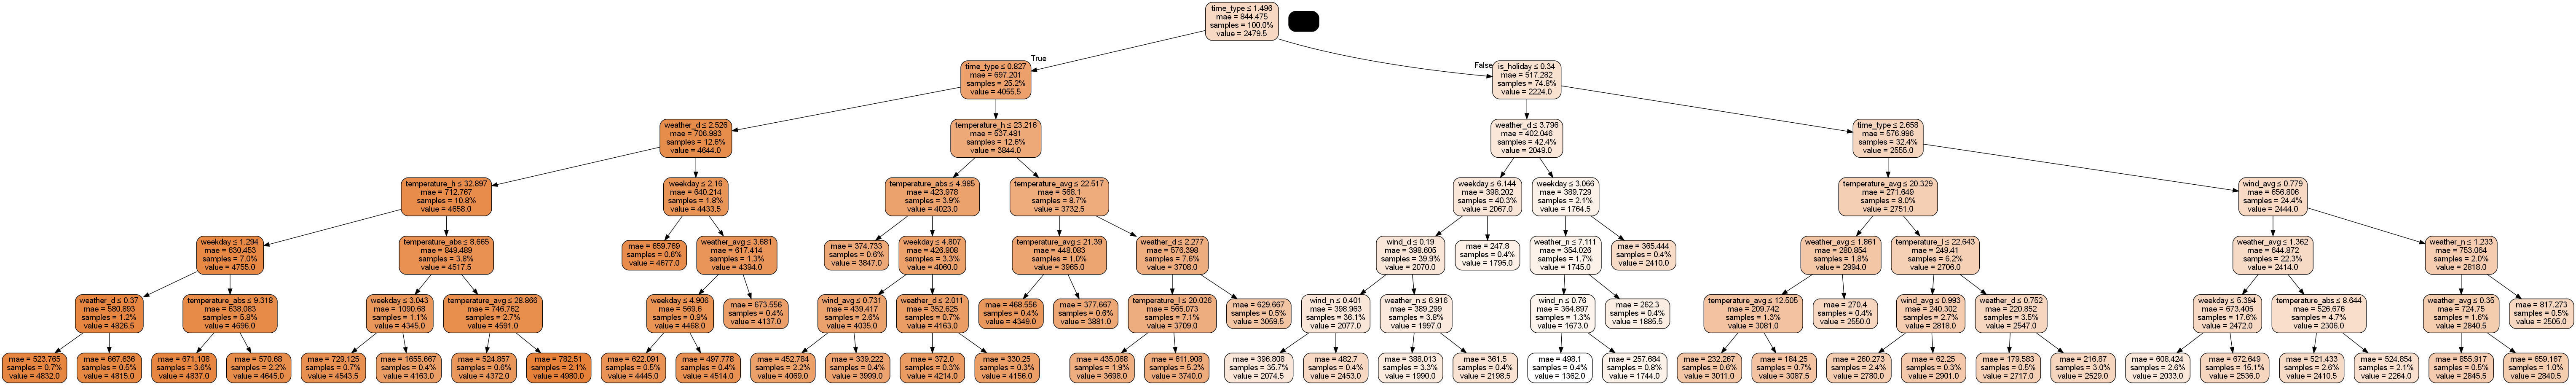 time_type ≤ 1.496
mae = 844.475
samples = 100.0%
value = 2479.5
True
False
time_type ≤ 0.827
mae = 697.201
samples = 25.2%
value = 4055.5
is_holiday ≤ 0.34
mae = 517.282
samples = 74.8%
value = 2224.0
weather_d ≤ 2.526
mae = 706.983
samples = 12.6%
value = 4644.0
temperature_h ≤ 23.216
mae = 537.481
samples = 12.6%
value = 3844.0
weather_d ≤ 3.796
mae = 402.046
samples = 42.4%
value = 2049.0
time_type ≤ 2.658
mae = 576.996
samples = 32.4%
value = 2555.0
temperature_h ≤ 32.897
mae = 712.767
samples = 10.8%
value = 4658.0
weekday ≤ 2.16
mae = 640.214
samples = 1.8%
value = 4433.5
temperature_abs ≤ 4.985
mae = 423.978
samples = 3.9%
value = 4023.0
temperature_avg ≤ 22.517
mae = 568.1
samples = 8.7%
value = 3732.5
weekday ≤ 6.144
mae = 398.202
samples = 40.3%
value = 2067.0
weekday ≤ 3.066
mae = 389.729
samples = 2.1%
value = 1764.5
temperature_avg ≤ 20.329
mae = 271.649
samples = 8.0%
value = 2751.0
wind_avg ≤ 0.779
mae = 656.806
samples = 24.4%
value = 2444.0
weekday ≤ 1.294
mae = 630.453
samples = 7.0%
value = 4755.0
temperature_abs ≤ 8.665
mae = 849.489
samples = 3.8%
value = 4517.5
mae = 659.769
samples = 0.6%
value = 4677.0
weather_avg ≤ 3.681
mae = 617.414
samples = 1.3%
value = 4394.0
mae = 374.733
samples = 0.6%
value = 3847.0
weekday ≤ 4.807
mae = 426.908
samples = 3.3%
value = 4060.0
temperature_avg ≤ 21.39
mae = 448.083
samples = 1.0%
value = 3965.0
weather_d ≤ 2.277
mae = 576.398
samples = 7.6%
value = 3708.0
wind_d ≤ 0.19
mae = 398.605
samples = 39.9%
value = 2070.0
mae = 247.8
samples = 0.4%
value = 1795.0
weather_n ≤ 7.111
mae = 354.026
samples = 1.7%
value = 1745.0
mae = 365.444
samples = 0.4%
value = 2410.0
weather_avg ≤ 1.861
mae = 280.854
samples = 1.8%
value = 2994.0
temperature_l ≤ 22.643
mae = 249.41
samples = 6.2%
value = 2706.0
weather_avg ≤ 1.362
mae = 644.872
samples = 22.3%
value = 2414.0
weather_n ≤ 1.233
mae = 753.064
samples = 2.0%
value = 2818.0
weather_d ≤ 0.37
mae = 580.893
samples = 1.2%
value = 4826.5
temperature_abs ≤ 9.318
mae = 638.083
samples = 5.8%
value = 4696.0
weekday ≤ 3.043
mae = 1090.68
samples = 1.1%
value = 4345.0
temperature_avg ≤ 28.866
mae = 746.762
samples = 2.7%
value = 4591.0
weekday ≤ 4.906
mae = 569.6
samples = 0.9%
value = 4468.0
mae = 673.556
samples = 0.4%
value = 4137.0
wind_avg ≤ 0.731
mae = 439.417
samples = 2.6%
value = 4035.0
weather_d ≤ 2.011
mae = 352.625
samples = 0.7%
value = 4163.0
mae = 468.556
samples = 0.4%
value = 4349.0
mae = 377.667
samples = 0.6%
value = 3881.0
temperature_l ≤ 20.026
mae = 565.073
samples = 7.1%
value = 3709.0
mae = 629.667
samples = 0.5%
value = 3059.5
wind_n ≤ 0.401
mae = 398.963
samples = 36.1%
value = 2077.0
weather_n ≤ 6.916
mae = 389.299
samples = 3.8%
value = 1997.0
wind_n ≤ 0.76
mae = 364.897
samples = 1.3%
value = 1673.0
mae = 262.3
samples = 0.4%
value = 1885.5
temperature_avg ≤ 12.505
mae = 209.742
samples = 1.3%
value = 3081.0
mae = 270.4
samples = 0.4%
value = 2550.0
wind_avg ≤ 0.993
mae = 240.302
samples = 2.7%
value = 2818.0
weather_d ≤ 0.752
mae = 220.852
samples = 3.5%
value = 2547.0
weekday ≤ 5.394
mae = 673.405
samples = 17.6%
value = 2472.0
temperature_abs ≤ 8.644
mae = 526.676
samples = 4.7%
value = 2306.0
weather_avg ≤ 0.35
mae = 724.75
samples = 1.6%
value = 2840.5
mae = 817.273
samples = 0.5%
value = 2505.0
mae = 523.765
samples = 0.7%
value = 4832.0
mae = 667.636
samples = 0.5%
value = 4815.0
mae = 671.108
samples = 3.6%
value = 4837.0
mae = 570.68
samples = 2.2%
value = 4645.0
mae = 729.125
samples = 0.7%
value = 4543.5
mae = 1655.667
samples = 0.4%
value = 4163.0
mae = 524.857
samples = 0.6%
value = 4372.0
mae = 782.51
samples = 2.1%
value = 4980.0
mae = 622.091
samples = 0.5%
value = 4445.0
mae = 497.778
samples = 0.4%
value = 4514.0
mae = 452.784
samples = 2.2%
value = 4069.0
mae = 339.222
samples = 0.4%
value = 3999.0
mae = 372.0
samples = 0.3%
value = 4214.0
mae = 330.25
samples = 0.3%
value = 4156.0
mae = 435.068
samples = 1.9%
value = 3698.0
mae = 611.908
samples = 5.2%
value = 3740.0
mae = 396.808
samples = 35.7%
value = 2074.5
mae = 482.7
samples = 0.4%
value = 2453.0
mae = 388.013
samples = 3.3%
value = 1990.0
mae = 361.5
samples = 0.4%
value = 2198.5
mae = 498.1
samples = 0.4%
value = 1362.0
mae = 257.684
samples = 0.8%
value = 1744.0
mae = 232.267
samples = 0.6%
value = 3011.0
mae = 184.25
samples = 0.7%
value = 3087.5
mae = 260.273
samples = 2.4%
value = 2780.0
mae = 62.25
samples = 0.3%
value = 2901.0
mae = 179.583
samples = 0.5%
value = 2717.0
mae = 216.87
samples = 3.0%
value = 2529.0
mae = 608.424
samples = 2.6%
value = 2033.0
mae = 672.649
samples = 15.1%
value = 2536.0
mae = 521.433
samples = 2.6%
value = 2410.5
mae = 524.854
samples = 2.1%
value = 2264.0
mae = 855.917
samples = 0.5%
value = 2845.5
mae = 659.167
samples = 1.0%
value = 2840.5